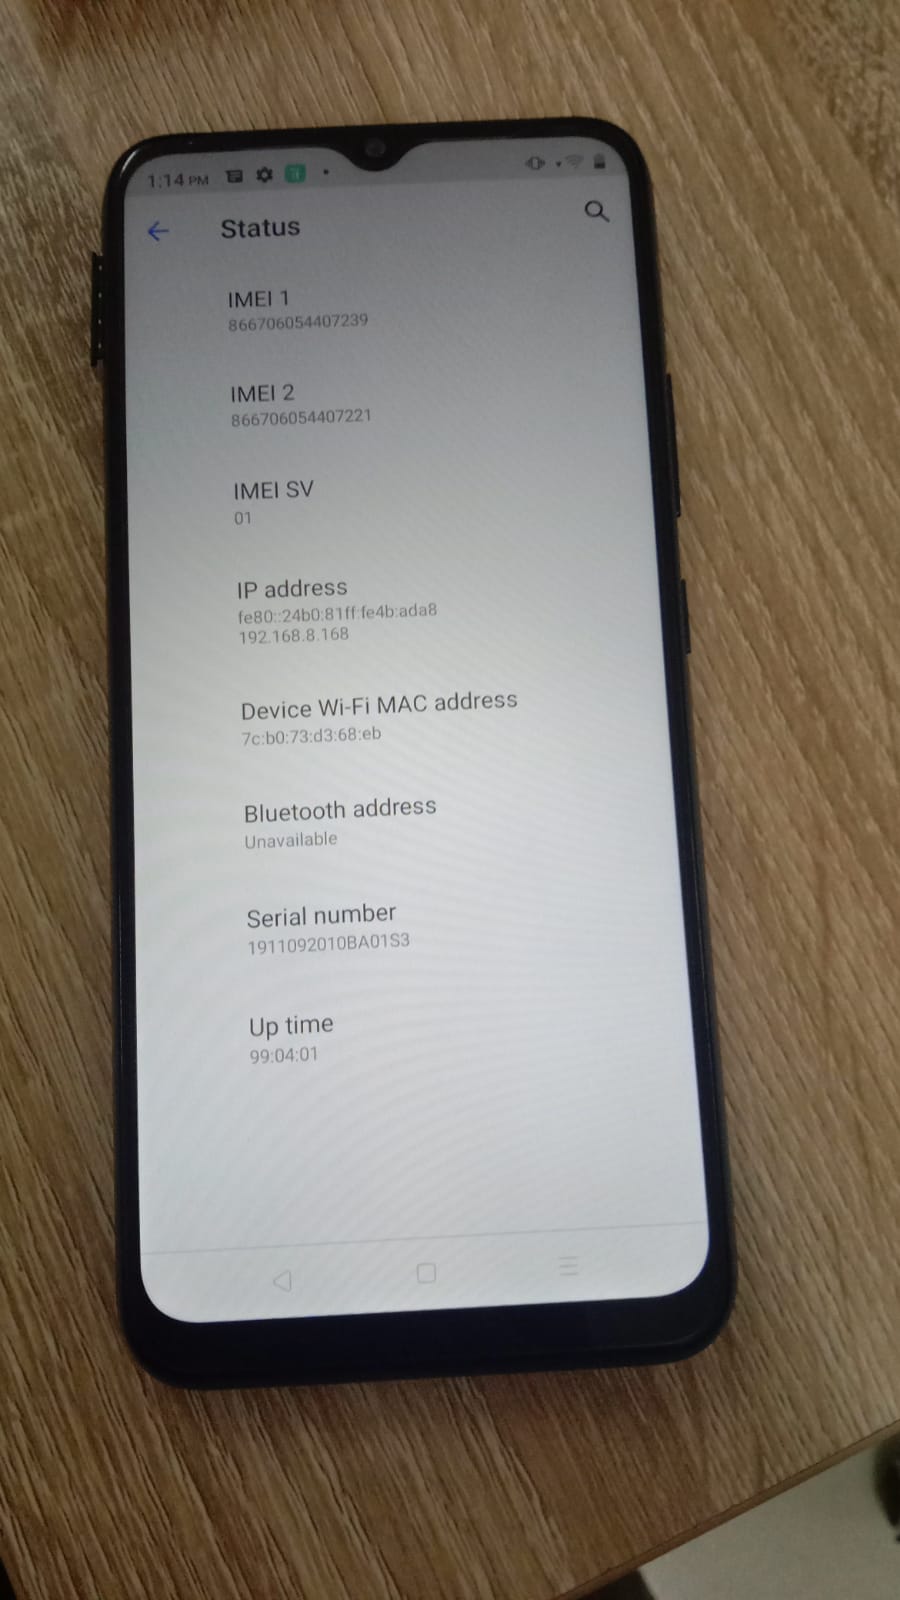 1:14 PM
Status
IMEI 1
866706054407239
IMEI 2
866706054407221
IMEI SV
01
IP address
fe80::24b0:81ff:fe4b:ada8
192.168.8.168
Device Wi-Fi MAC address
7c:b0:73:d3:68:eb
Bluetooth address
Unavailable
Serial number
1911092010BA01S3
Up time
99:04:01